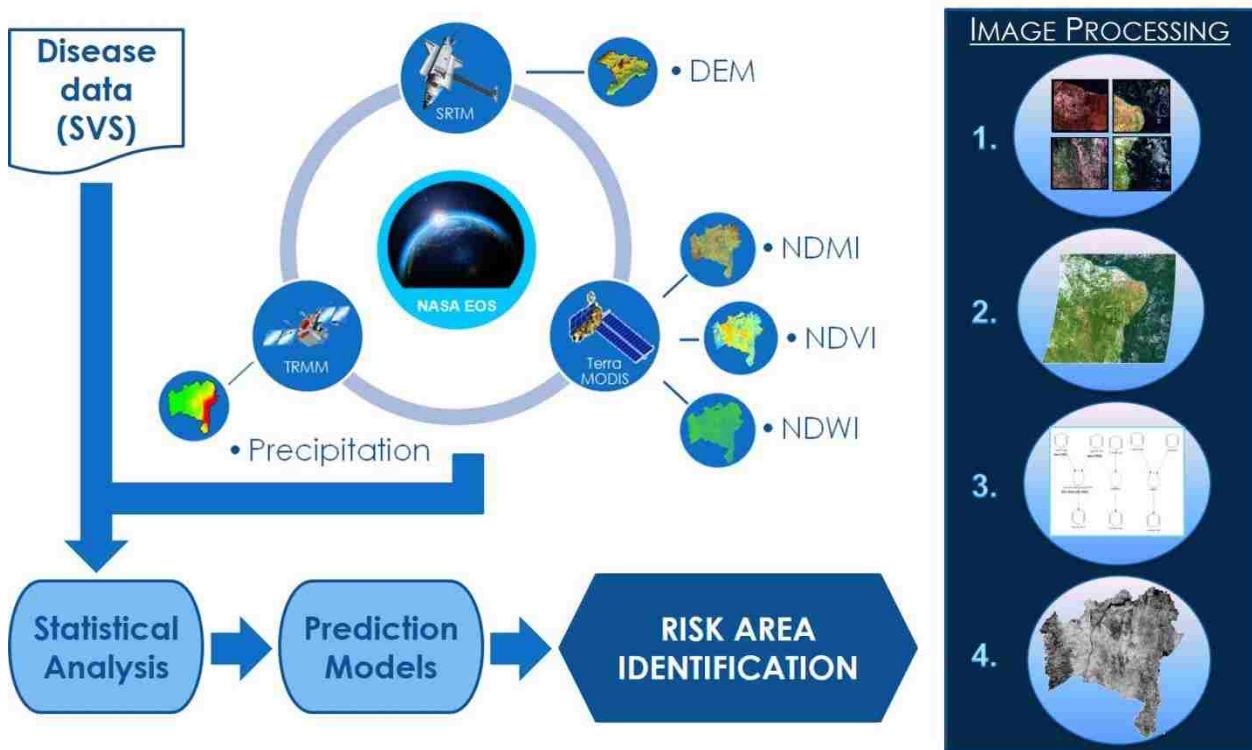 Disease
data
(SVS)
SRTM
• DEM
NASA EOS
• NDMI
• NDVI
• NDWI
Terra
MODIS
TRMM
• Precipitation
Statistical
Analysis
Prediction
Models
RISK AREA
IDENTIFICATION
IMAGE PROCESSING
1.
2.
3.
4.